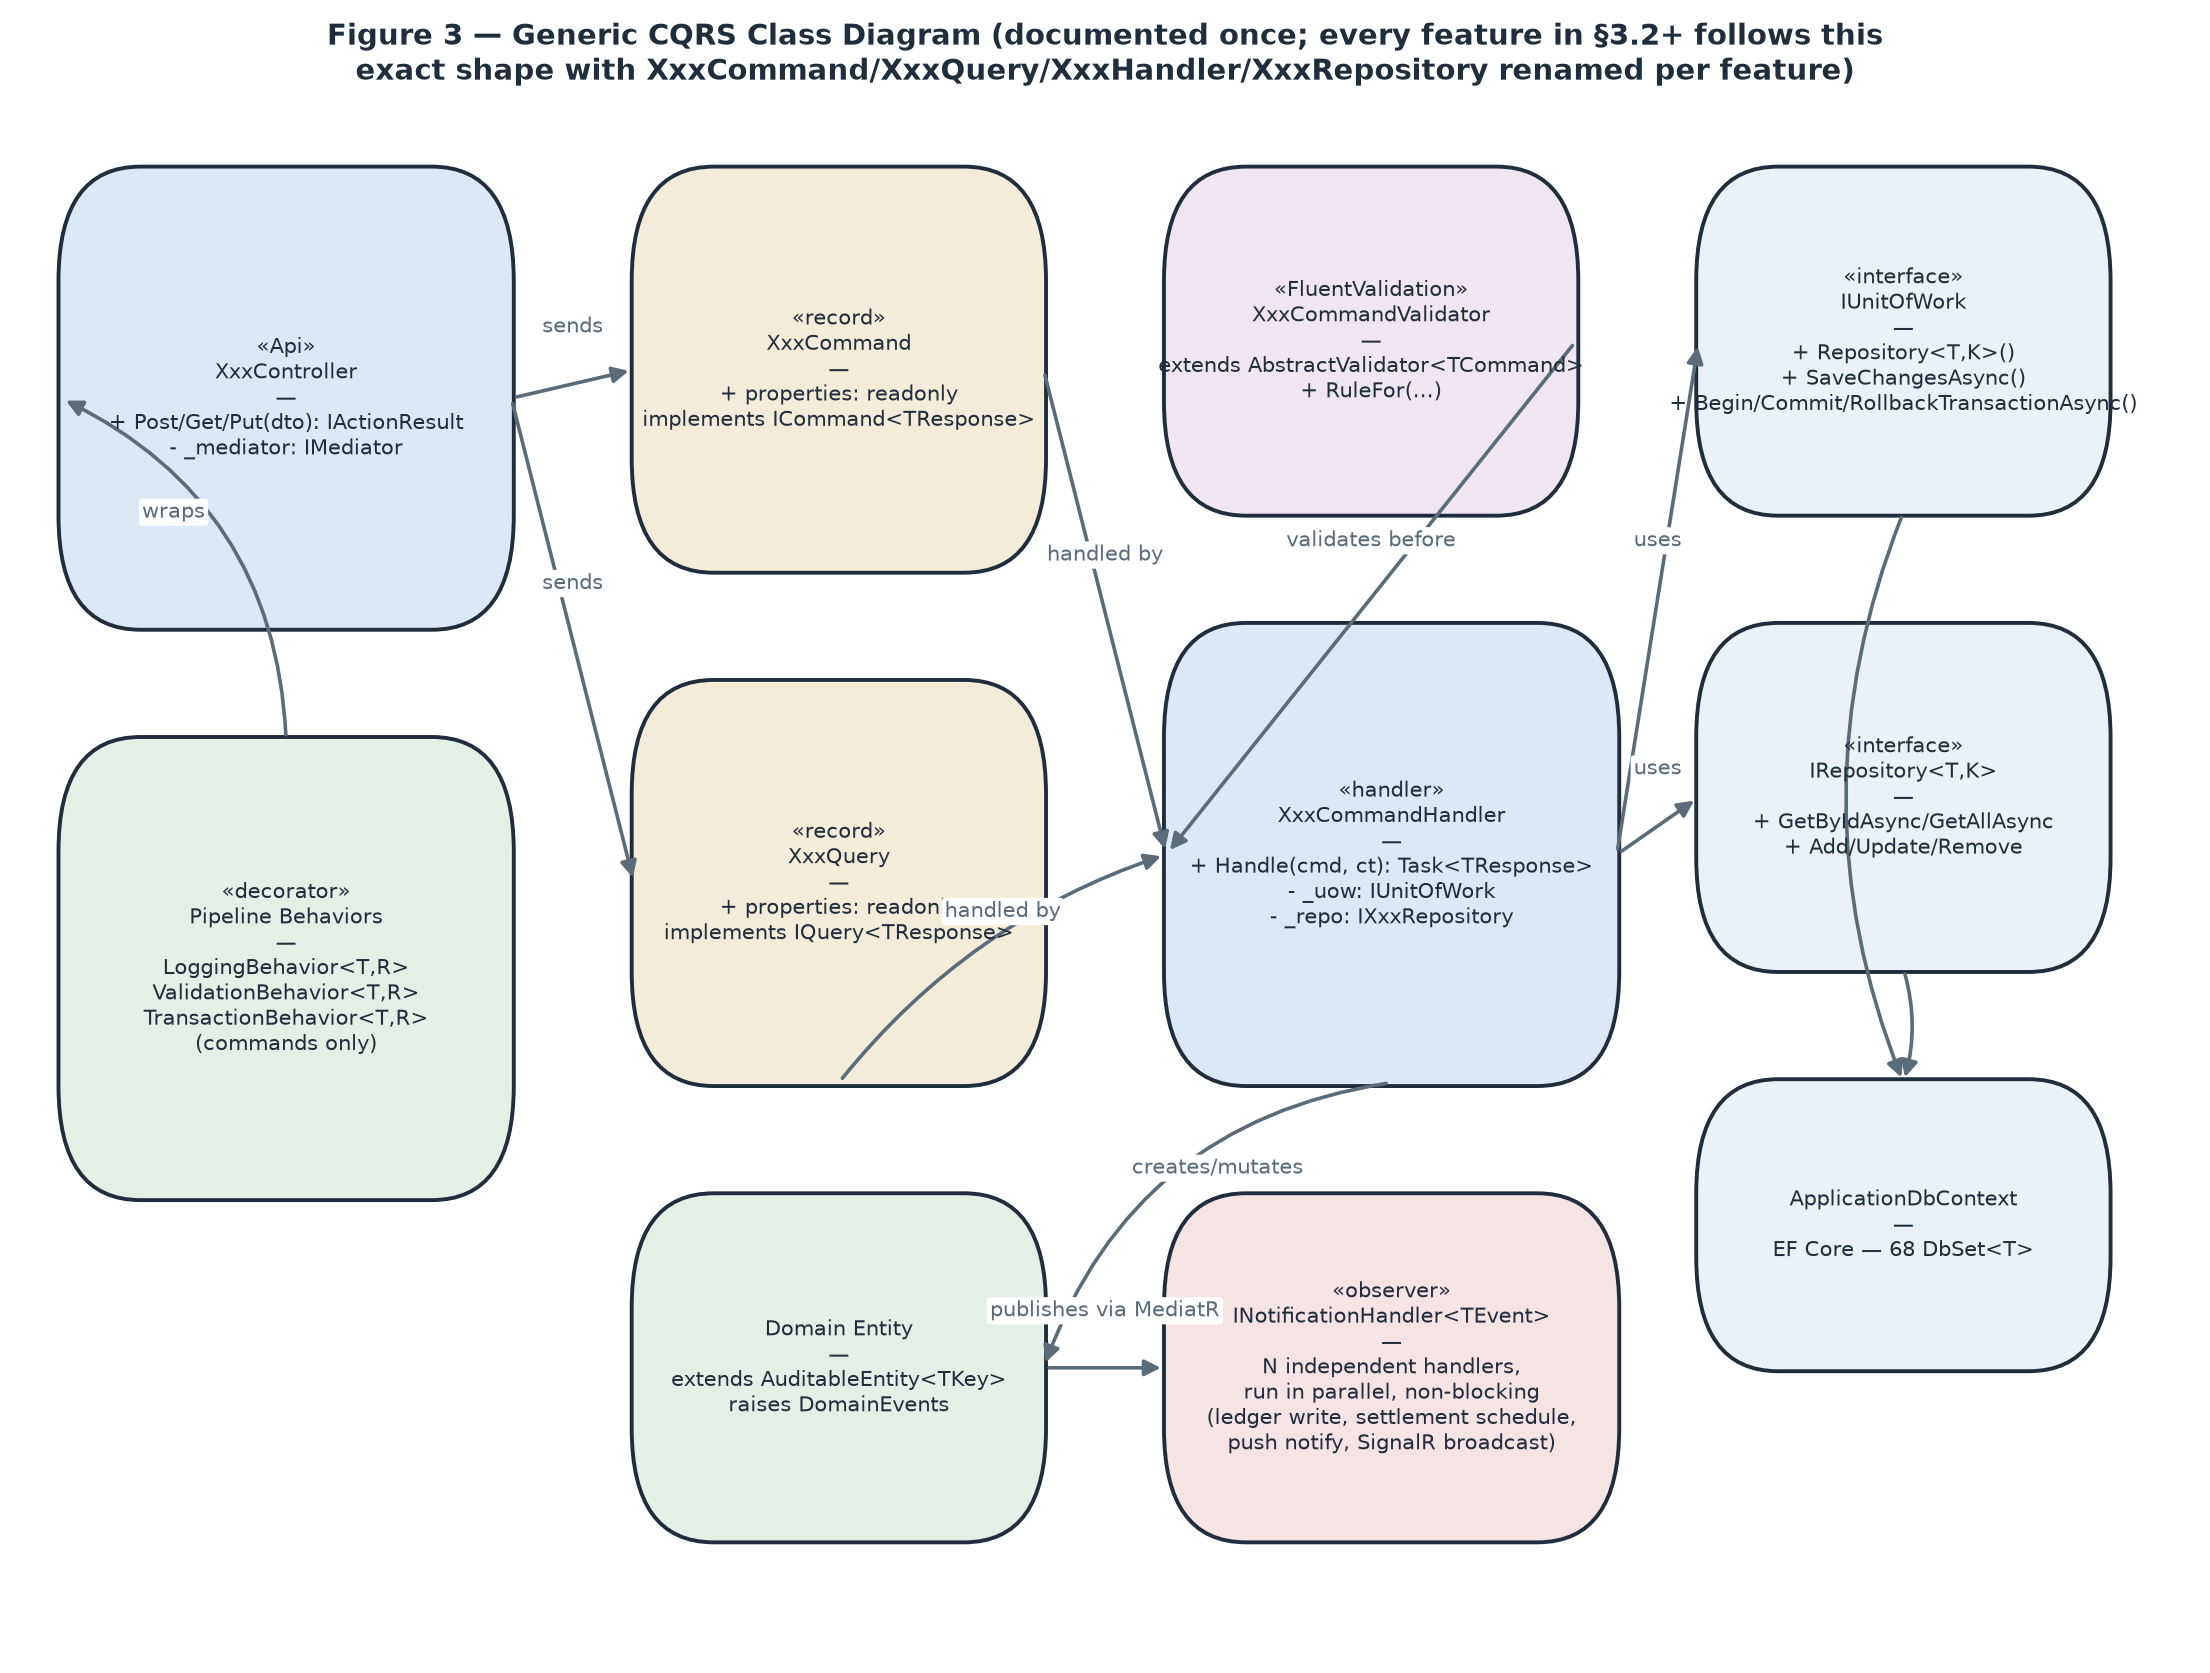 Figure 3 — Generic CQRS Class Diagram (documented once; every feature in §3.2+ follows this
exact shape with XxxCommand/XxxQuery/XxxHandler/XxxRepository renamed per feature)
«Api»
XxxController
—
+ Post/Get/Put(dto): IActionResult
- _mediator: IMediator
wraps
sends
sends
«record»
XxxCommand
—
+ properties: readonly
implements ICommand<TResponse>
handled by
«FluentValidation»
XxxCommandValidator
—
extends AbstractValidator<TCommand>
+ RuleFor(...)
validates before
«interface»
IUnitOfWork
—
+ Repository<T,K>()
+ SaveChangesAsync()
+ Begin/Commit/RollbackTransactionAsync()
uses
uses
«decorator»
Pipeline Behaviors
—
LoggingBehavior<T,R>
ValidationBehavior<T,R>
TransactionBehavior<T,R>
(commands only)
«record»
XxxQuery
—
+ properties: readonl
implements IQuery<TResponse>
handled by
«handler»
XxxCommandHandler
—
+ Handle(cmd, ct): Task<TResponse>
- _uow: IUnitOfWork
- _repo: IXxxRepository
«interface»
IRepository<T,K>
—
+ GetByIdAsync/GetAllAsync
+ Add/Update/Remove
creates/mutates
publishes via MediatR
Domain Entity
—
extends AuditableEntity<TKey>
raises DomainEvents
«observer»
INotificationHandler<TEvent>
—
N independent handlers,
run in parallel, non-blocking
(ledger write, settlement schedule,
push notify, SignalR broadcast)
ApplicationDbContext
—
EF Core — 68 DbSet<T>